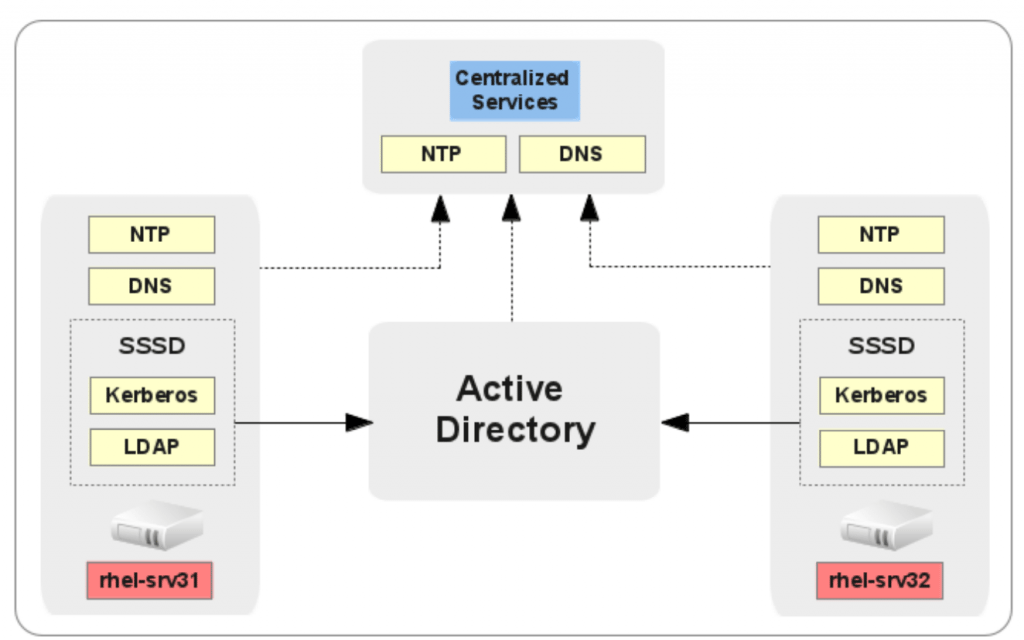 Centralized
Services
NTP
DNS
NTP
DNS
SSSD
Kerberos
LDAP
rhel-srv31
Active
Directory
NTP
DNS
SSSD
Kerberos
LDAP
rhel-srv32